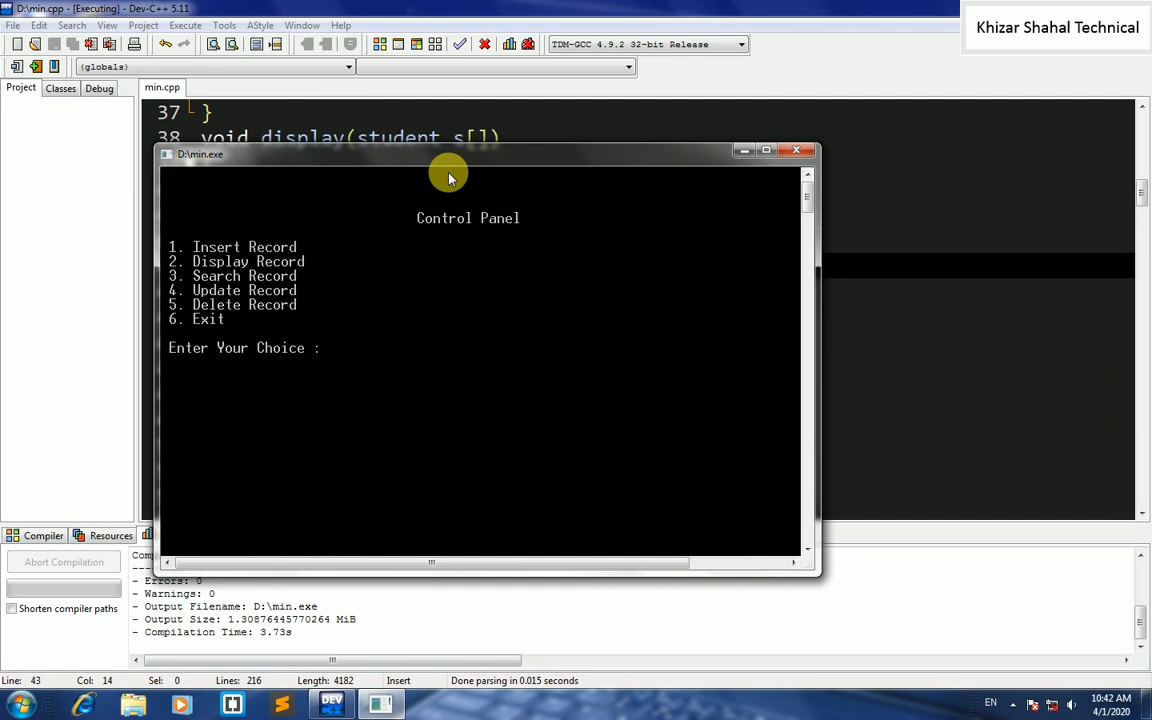 D:\min.cpp - [Executing] - Dev-C++ 5.11
Khizar Shahal Technical
File Edit Search View Project Execute Tools AStyle Window Help
TDM-GCC 4.9.2 32-bit Release
(globals)
Project Classes Debug min.cpp
37 }
38 void display(student s[])
D:\min.exe
Control Panel
1. Insert Record
2. Display Record
3. Search Record
4. Update Record
5. Delete Record
6. Exit
Enter Your Choice :
Compiler Resources
Abort Compilation
Shorten compiler paths
- Errors: 0
- Warnings: 0
- Output Filename: D:\min.exe
- Output Size: 1.30876445770264 MiB
- Compilation Time: 3.73s
Line: 43 Col: 14 Sel: 0 Lines: 216 Length: 4182 Insert Done parsing in 0.015 seconds
DEV
EN
10:42 AM
4/1/2020